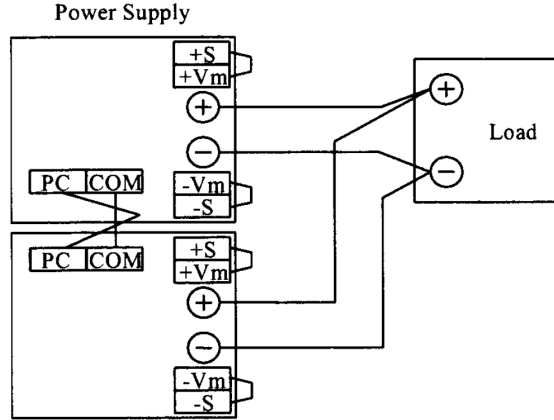 Power Supply
+S
+Vm
+
−
-Vm
-S
PC COM
Load
+
−
PC COM
+S
+Vm
+
−
-Vm
-S